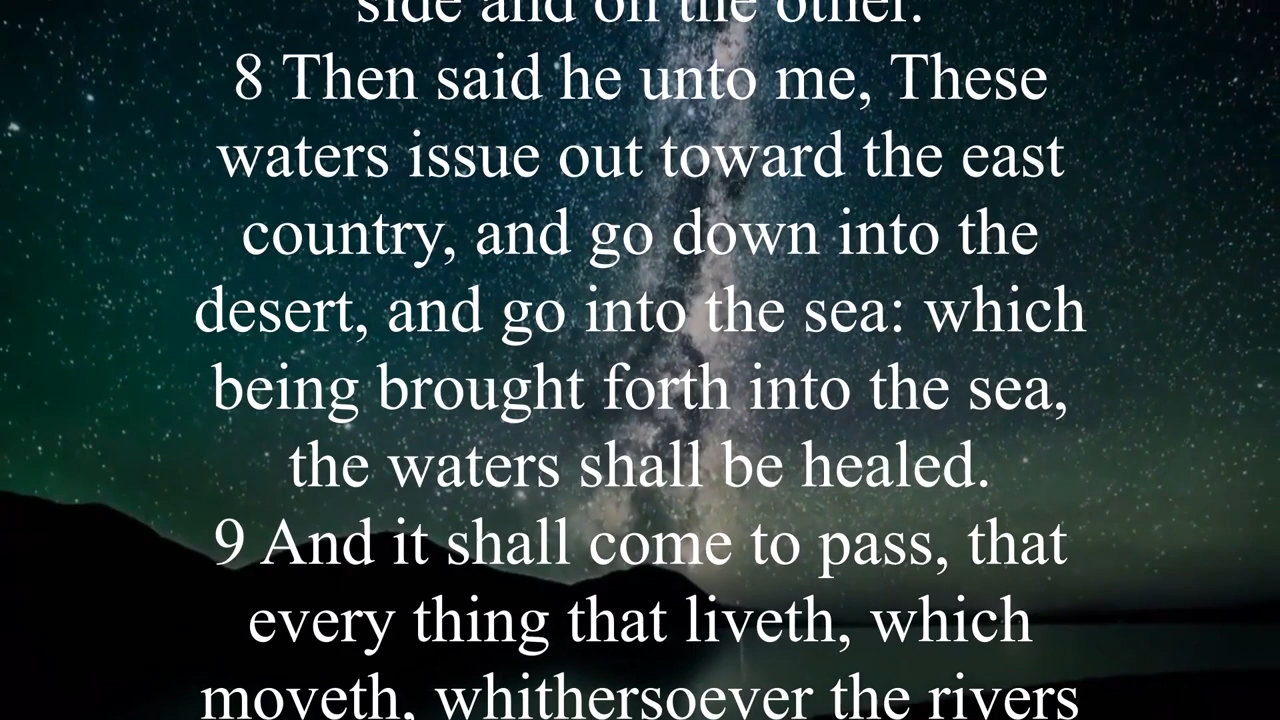 side and on the other.
8 Then said he unto me, These
waters issue out toward the east
country, and go down into the
desert, and go into the sea: which
being brought forth into the sea,
the waters shall be healed.
9 And it shall come to pass, that
every thing that liveth, which
moveth, whithersoever the rivers